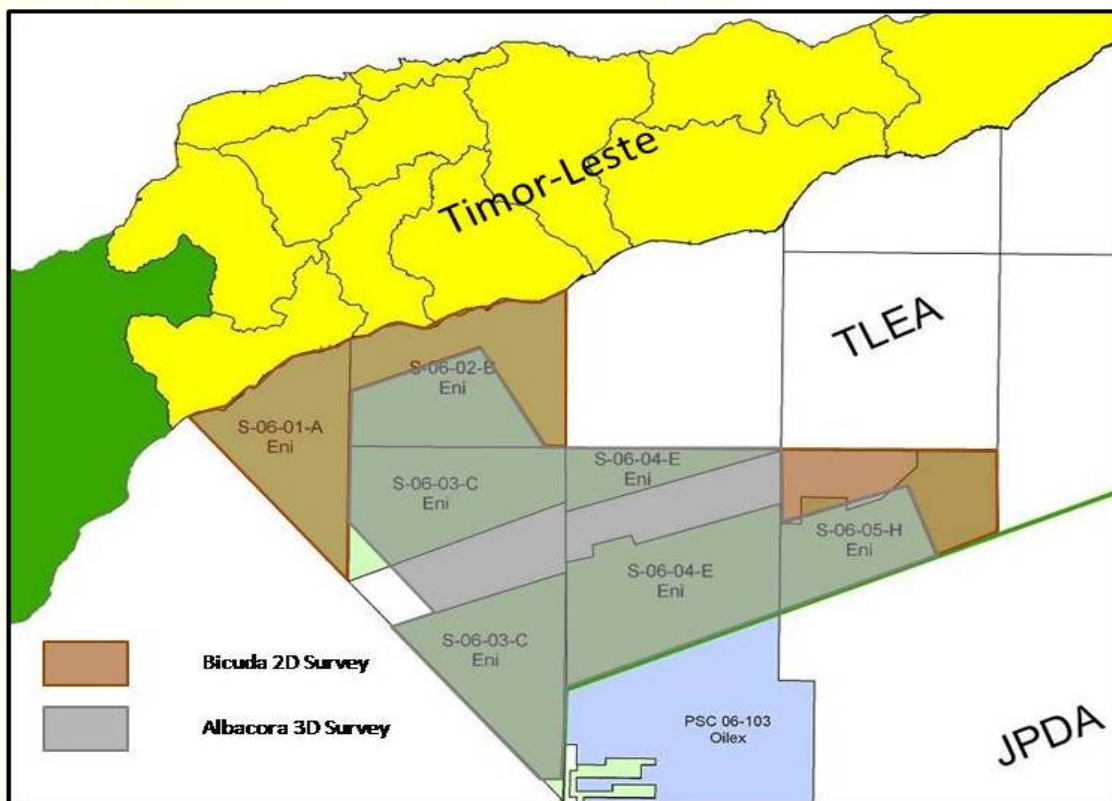 Timor-Leste
TLEA
S-06-02-B
Eni
S-06-01-A
Eni
S-06-03-C
Eni
S-06-04-E
Eni
S-06-05-H
Eni
S-06-04-E
Eni
S-06-03-C
Eni
Bicuda 2D Survey
Albacora 3D Survey
PSC 06-103
Oilex
JPDA